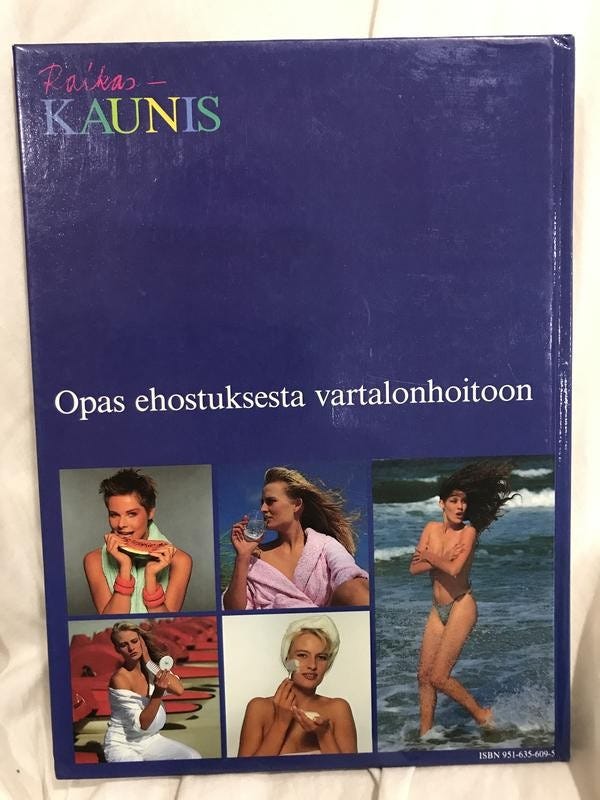 Raikas –
KAUNIS
Opas ehostuksesta vartalonhoitoon
ISBN 951-635-609-5